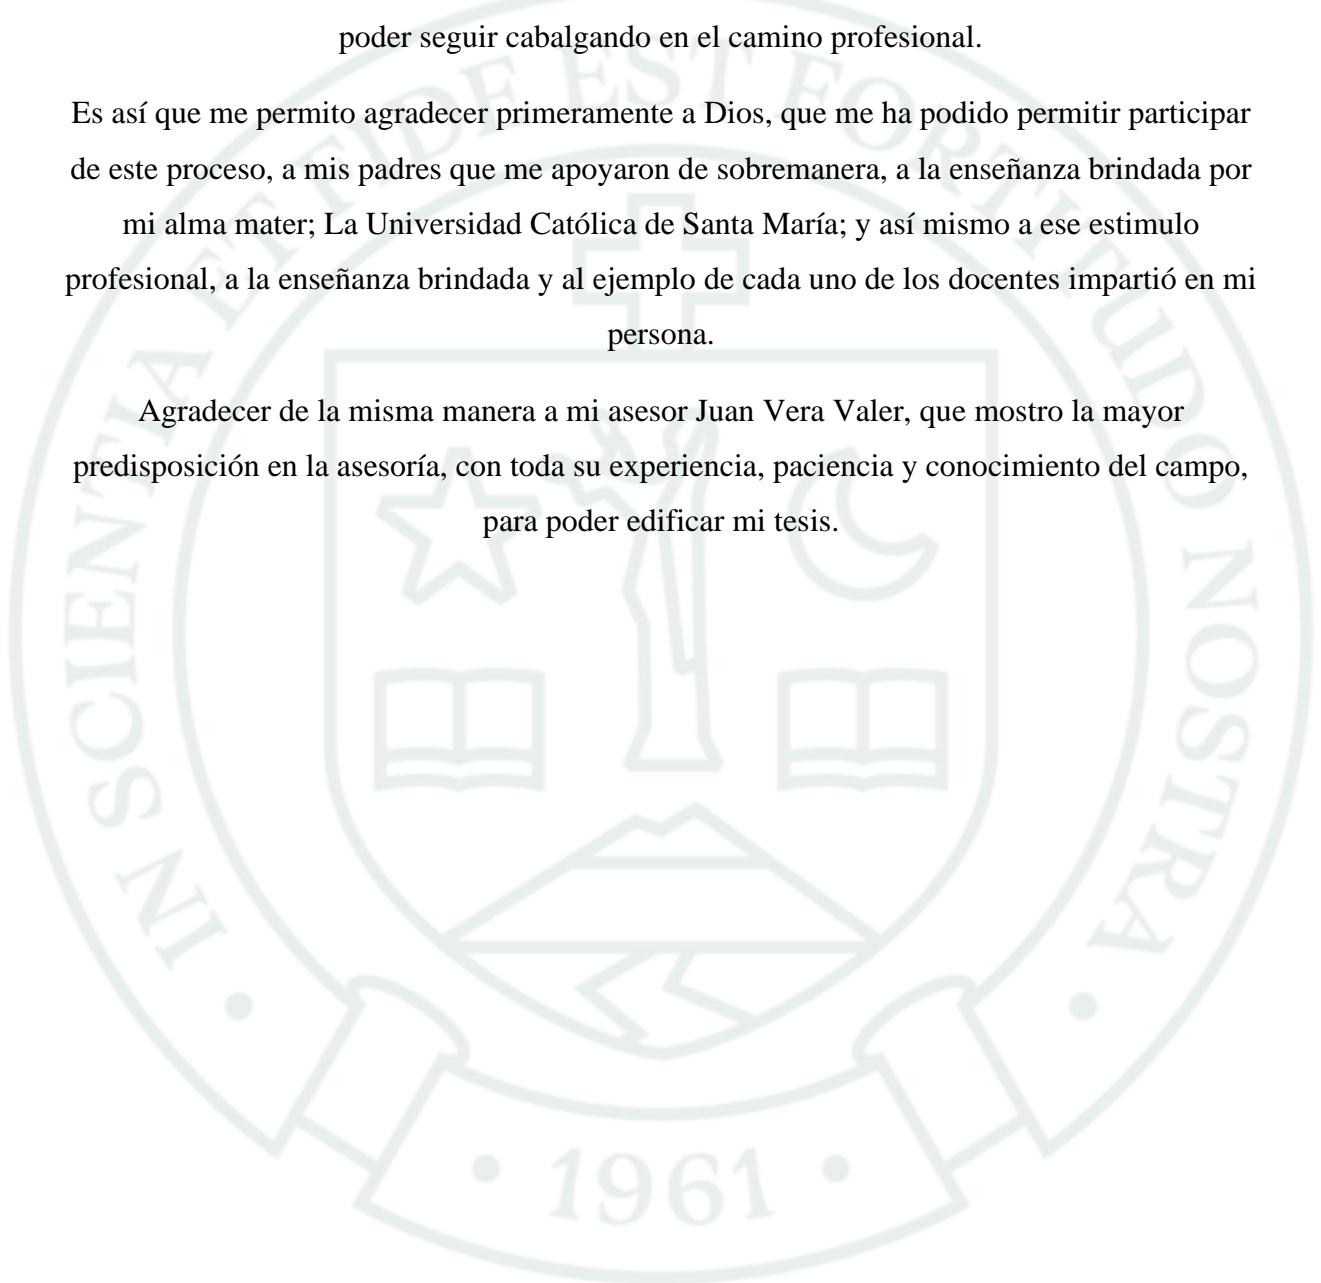 poder seguir cabalgando en el camino profesional.
Es así que me permito agradecer primeramente a Dios, que me ha podido permitir participar
de este proceso, a mis padres que me apoyaron de sobremanera, a la enseñanza brindada por
mi alma mater; La Universidad Católica de Santa María; y así mismo a ese estimulo
profesional, a la enseñanza brindada y al ejemplo de cada uno de los docentes impartió en mi
persona.
Agradecer de la misma manera a mi asesor Juan Vera Valer, que mostro la mayor
predisposición en la asesoría, con toda su experiencia, paciencia y conocimiento del campo,
para poder edificar mi tesis.
IN SCIENTIA ET FIDE EST FORTITUDO NOSTRA
• 1961 •